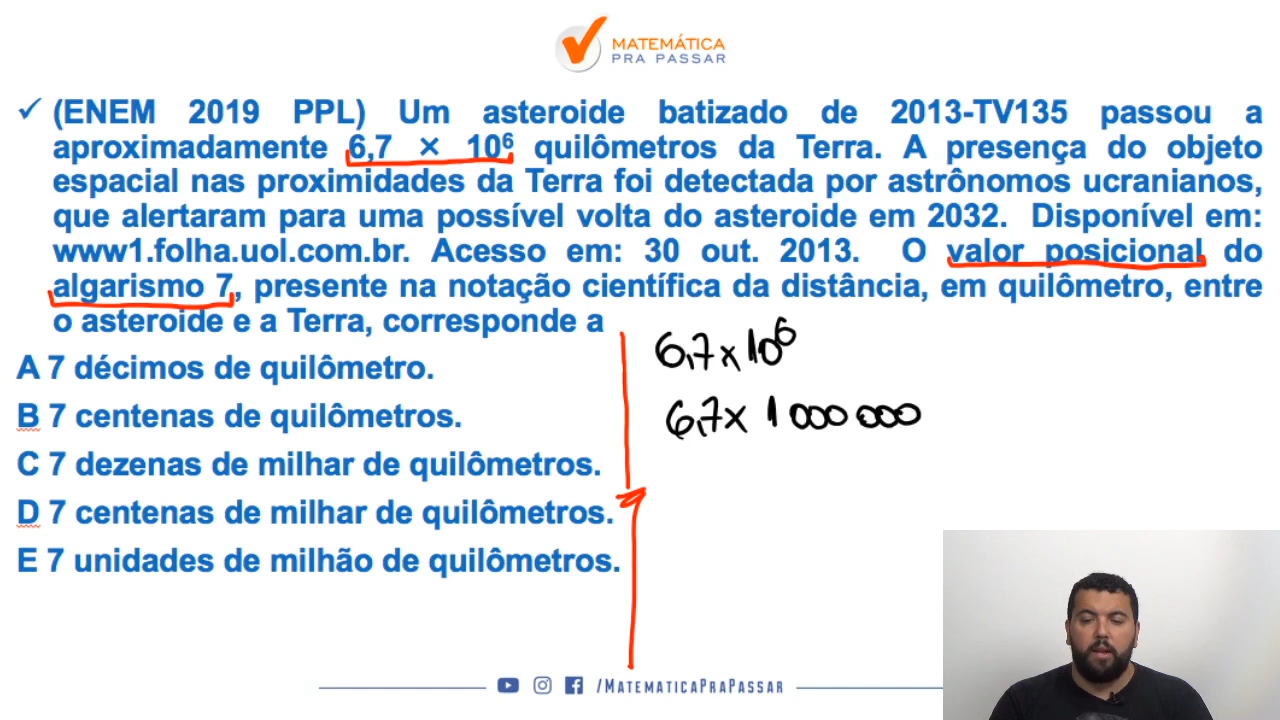 MATEMÁTICA
PRA PASSAR
✓ (ENEM 2019 PPL) Um asteroide batizado de 2013-TV135 passou a
aproximadamente 6,7 × 10⁶ quilômetros da Terra. A presença do objeto
espacial nas proximidades da Terra foi detectada por astrônomos ucranianos,
que alertaram para uma possível volta do asteroide em 2032. Disponível em:
www1.folha.uol.com.br. Acesso em: 30 out. 2013. O valor posicional do
algarismo 7, presente na notação científica da distância, em quilômetro, entre
o asteroide e a Terra, corresponde a
6,7 x 10⁶
A 7 décimos de quilômetro.
6,7 x 1 000 000
B 7 centenas de quilômetros.
C 7 dezenas de milhar de quilômetros.
D 7 centenas de milhar de quilômetros.
E 7 unidades de milhão de quilômetros.
/MatematicaPraPassar